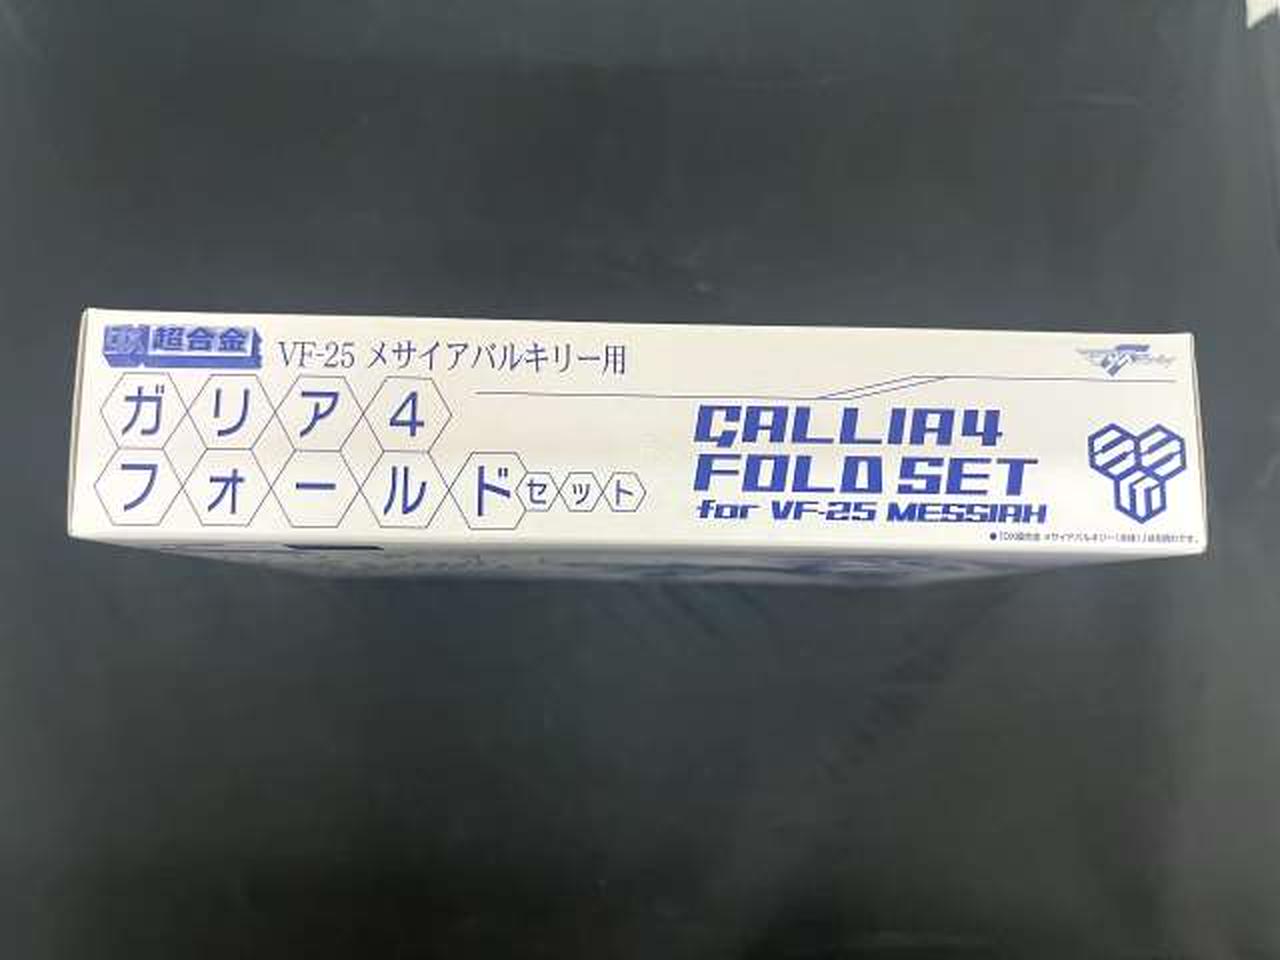 DX超合金
VF-25 メサイアバルキリー用
ガリア4
フォールドセット
GALLIA4
FOLD SET
for VF-25 MESSIAH